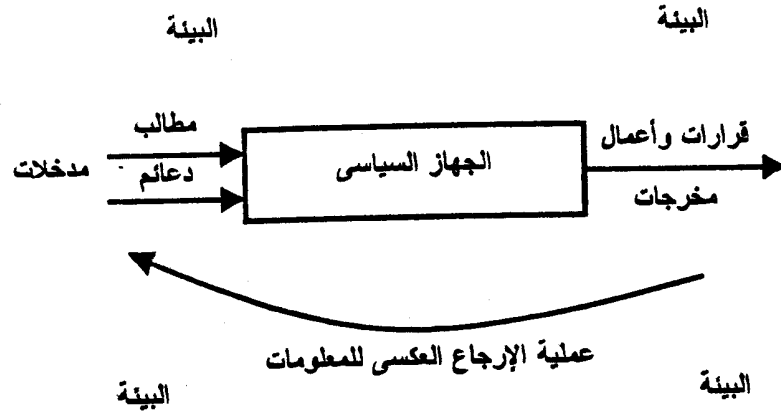 البيئة
البيئة
مطالب
قرارات وأعمال
الجهاز السياسى
مدخلات
دعائم
مخرجات
عملية الإرجاع العكسى للمعلومات
البيئة
البيئة